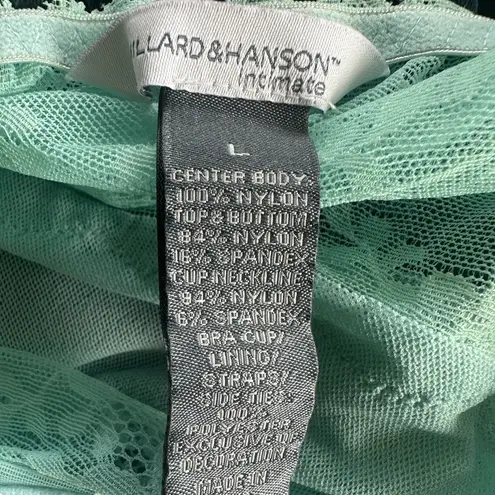 ILLARD&HANSON™
intimate
L
CENTER BODY:
100% NYLON
TOP & BOTTOM
84% NYLON
16% SPANDEX
CUP-NECKLINE:
94% NYLON
6% SPANDEX
BRA CUP/
LINING/
STRAPS/
SIDE TIES:
100%
POLYESTER
EXCLUSIVE OF
DECORATION
MADE IN